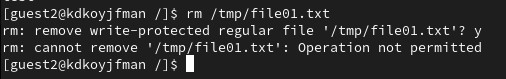 [guest2@kdkoyjfman /]$ rm /tmp/file01.txt
rm: remove write-protected regular file '/tmp/file01.txt'? y
rm: cannot remove '/tmp/file01.txt': Operation not permitted
[guest2@kdkoyjfman /]$